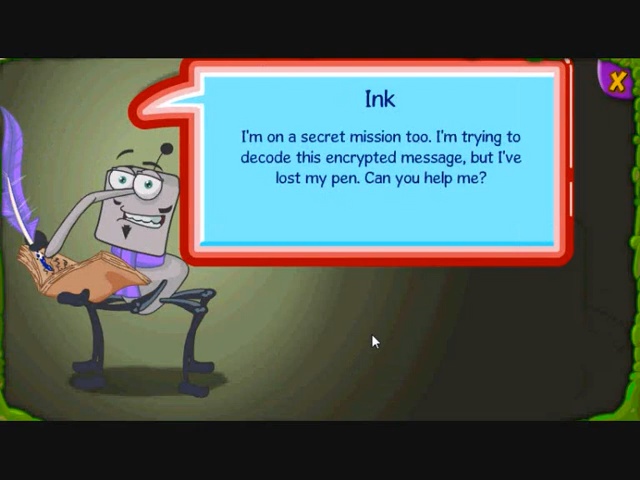 Ink
I'm on a secret mission too. I'm trying to
decode this encrypted message, but I've
lost my pen. Can you help me?
X